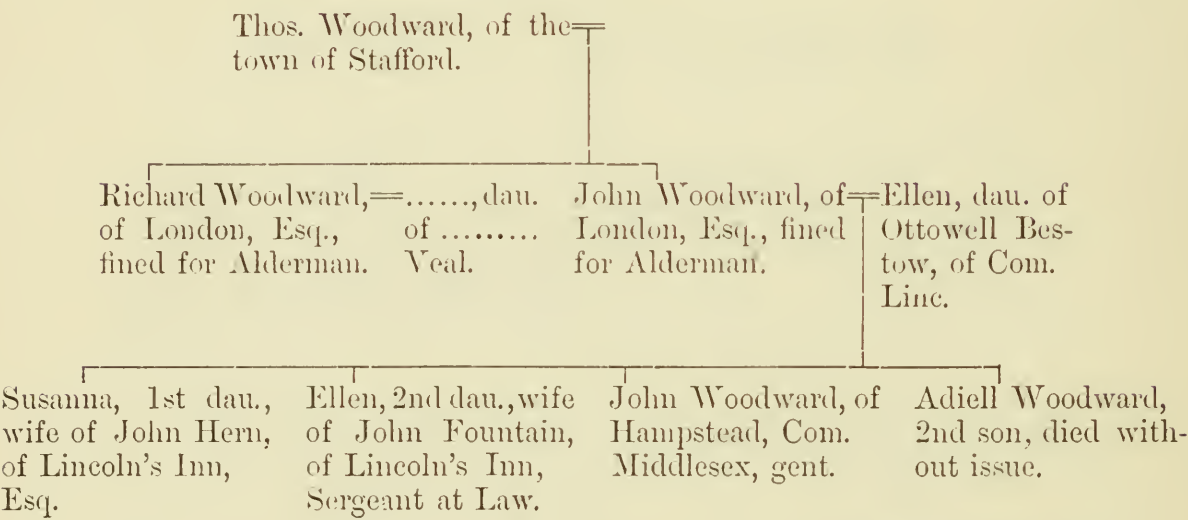 Thos. Woodward, of the
town of Stafford.
Richard Woodward,
of London, Esq.,
fined for Alderman.
......, dau.
of .........
Veal.
John Woodward, of
London, Esq., fined
for Alderman.
Ellen, dau. of
Ottowell Bes-
tow, of Com.
Linc.
Susanna, 1st dau.,
wife of John Hern,
of Lincoln's Inn,
Esq.
Ellen, 2nd dau., wife
of John Fountain,
of Lincoln's Inn,
Sergeant at Law.
John Woodward, of
Hampstead, Com.
Middlesex, gent.
Adiell Woodward,
2nd son, died with-
out issue.